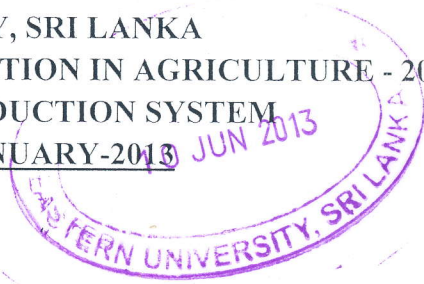 Y, SRI LANKA
TION IN AGRICULTURE - 20
DUCTION SYSTEM
NUARY-2013
10 JUN 2013
EASTERN UNIVERSITY, SRI LANKA